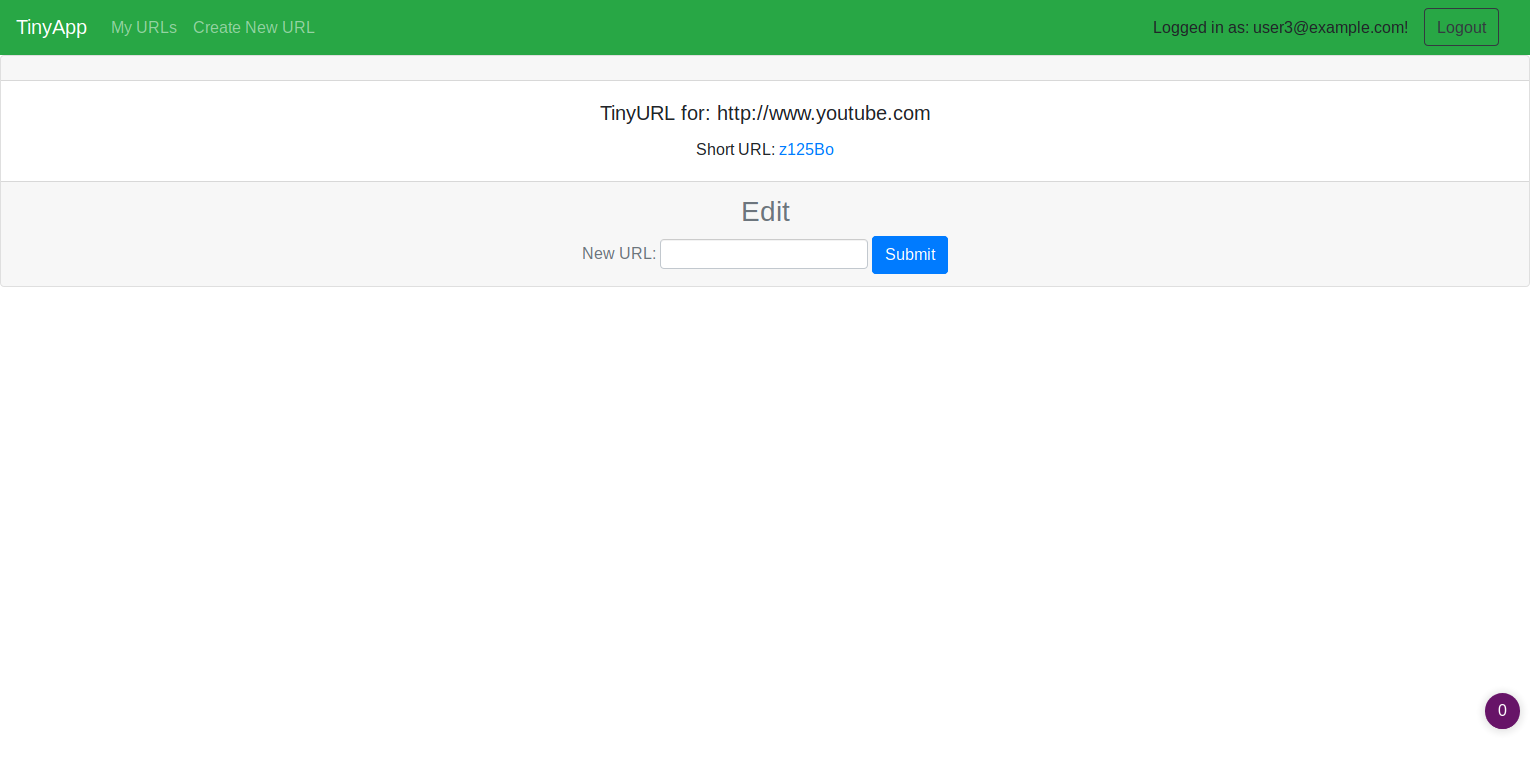 TinyApp My URLs Create New URL Logged in as: user3@example.com! Logout
TinyURL for: http://www.youtube.com
Short URL: z125Bo
Edit
New URL: Submit
0